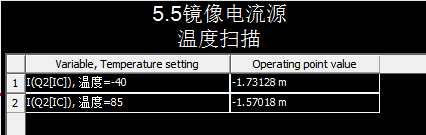 5.5镜像电流源
温度扫描
Variable, Temperature setting Operating point value
1 I(Q2[IC]), 温度=-40 -1.73128 m
2 I(Q2[IC]), 温度=85 -1.57018 m